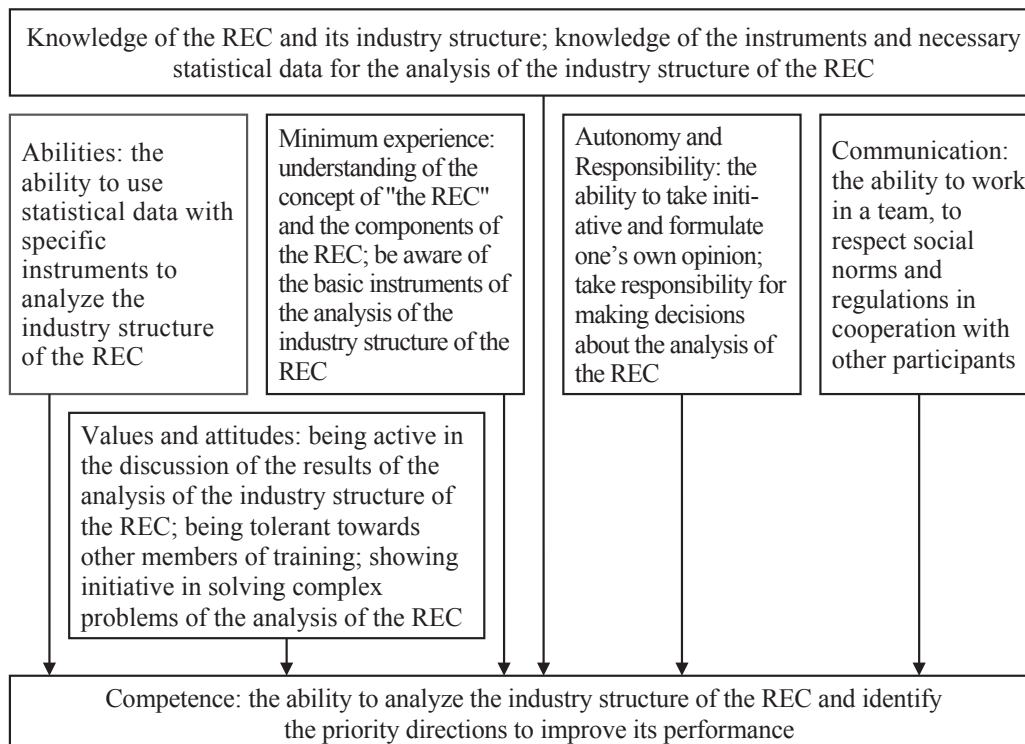 Knowledge of the REC and its industry structure; knowledge of the instruments and necessary
statistical data for the analysis of the industry structure of the REC
Abilities: the
ability to use
statistical data with
specific
instruments to
analyze the
industry structure
of the REC
Minimum experience:
understanding of the
concept of "the REC"
and the components
of the REC; be aware
of the basic instruments
of the analysis of the
industry structure of the
REC
Autonomy and
Responsibility: the
ability to take initi-
ative and formulate
one’s own opinion;
take responsibility for
making decisions
about the analysis of
the REC
Communication:
the ability to work
in a team, to
respect social
norms and
regulations in
cooperation with
other participants
Values and attitudes: being active in
the discussion of the results of the
analysis of the industry structure of
the REC; being tolerant towards
other members of training; showing
initiative in solving complex
problems of the analysis of the REC
Competence: the ability to analyze the industry structure of the REC and identify
the priority directions to improve its performance